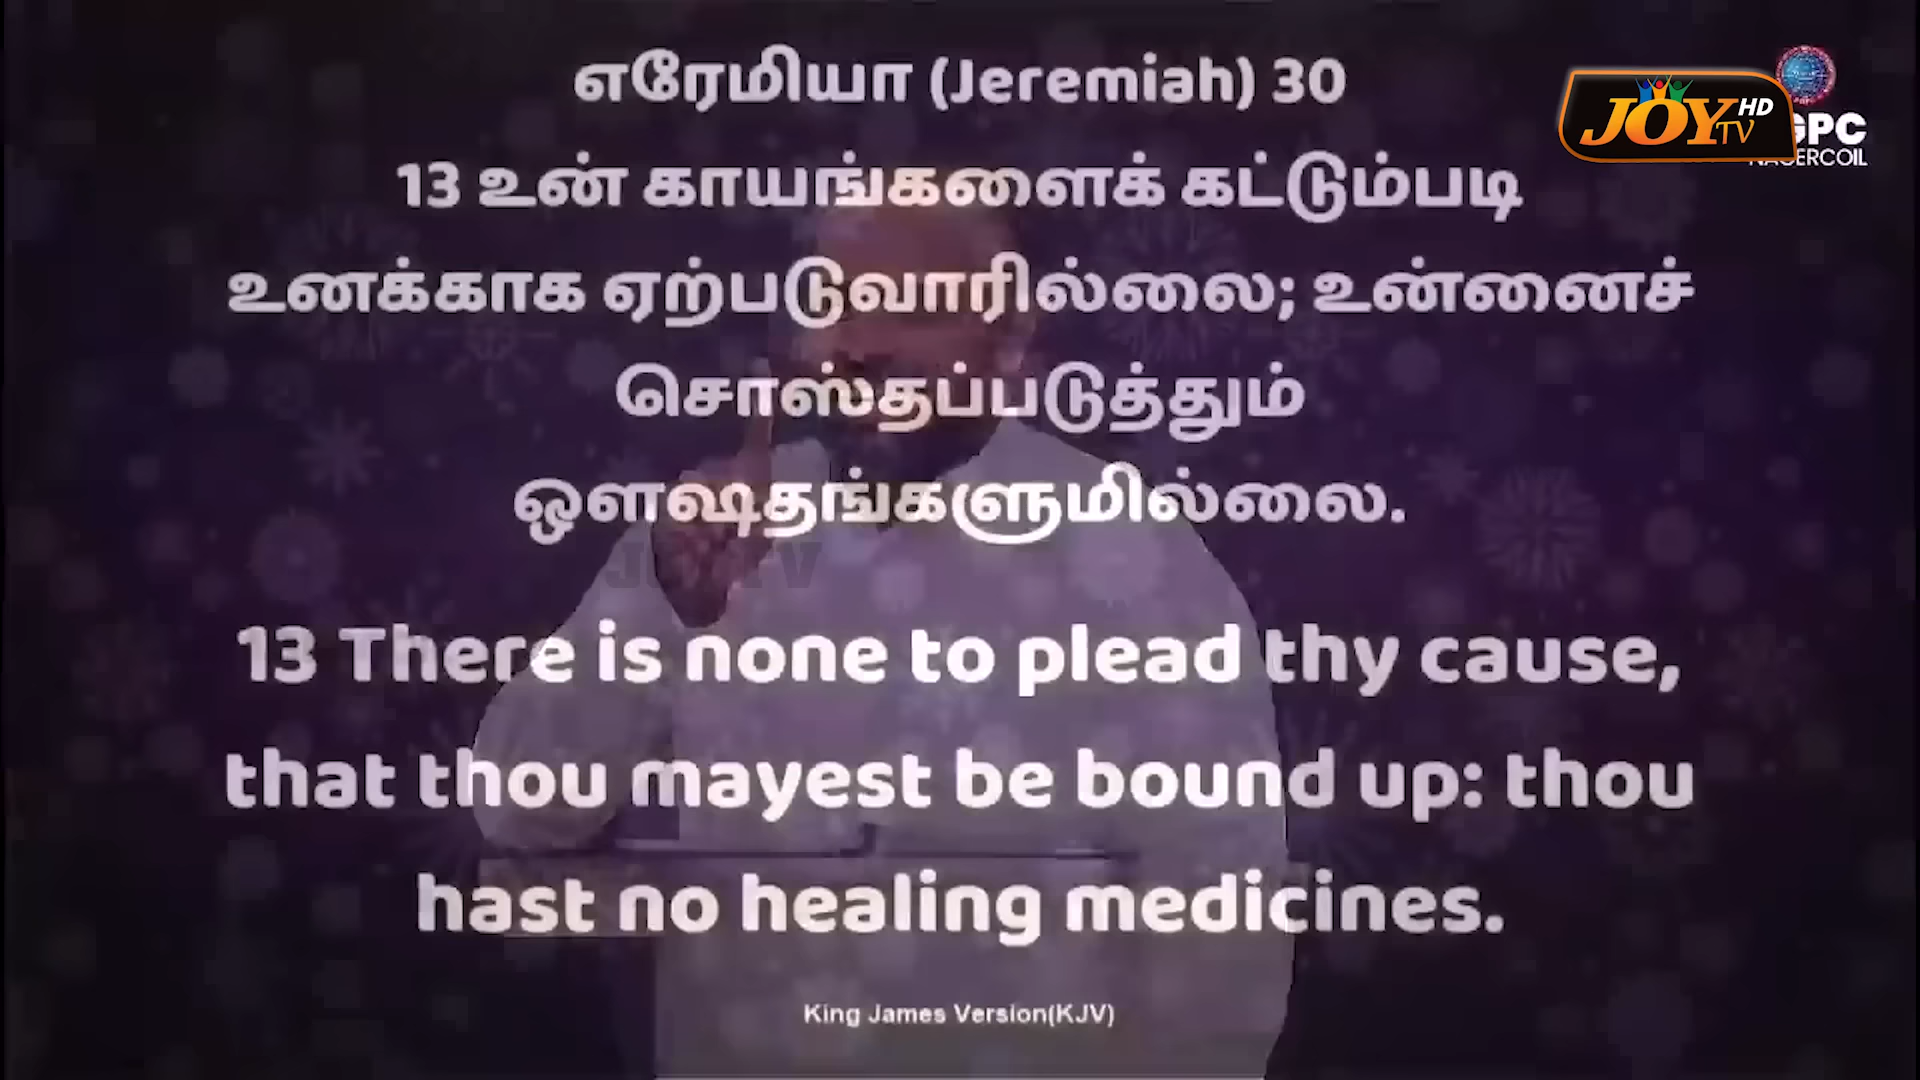 எரேமியா (Jeremiah) 30
JOY TV HD
GPC
NAGERCOIL
13 உன் காயங்களைக் கட்டும்படி
உனக்காக ஏற்படுவாரில்லை; உன்னைச்
சொஸ்தப்படுத்தும்
ஔஷதங்களுமில்லை.
JOY TV
13 There is none to plead thy cause,
that thou mayest be bound up: thou
hast no healing medicines.
King James Version(KJV)